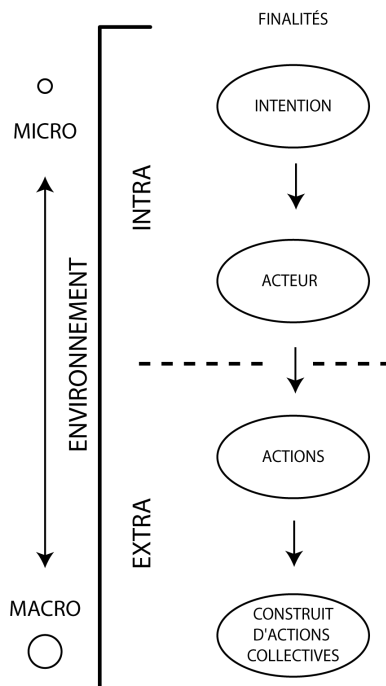 FINALITÉS
INTENTION
MICRO
INTRA
ENVIRONNEMENT
ACTEUR
ACTIONS
EXTRA
MACRO
CONSTRUIT
D'ACTIONS
COLLECTIVES